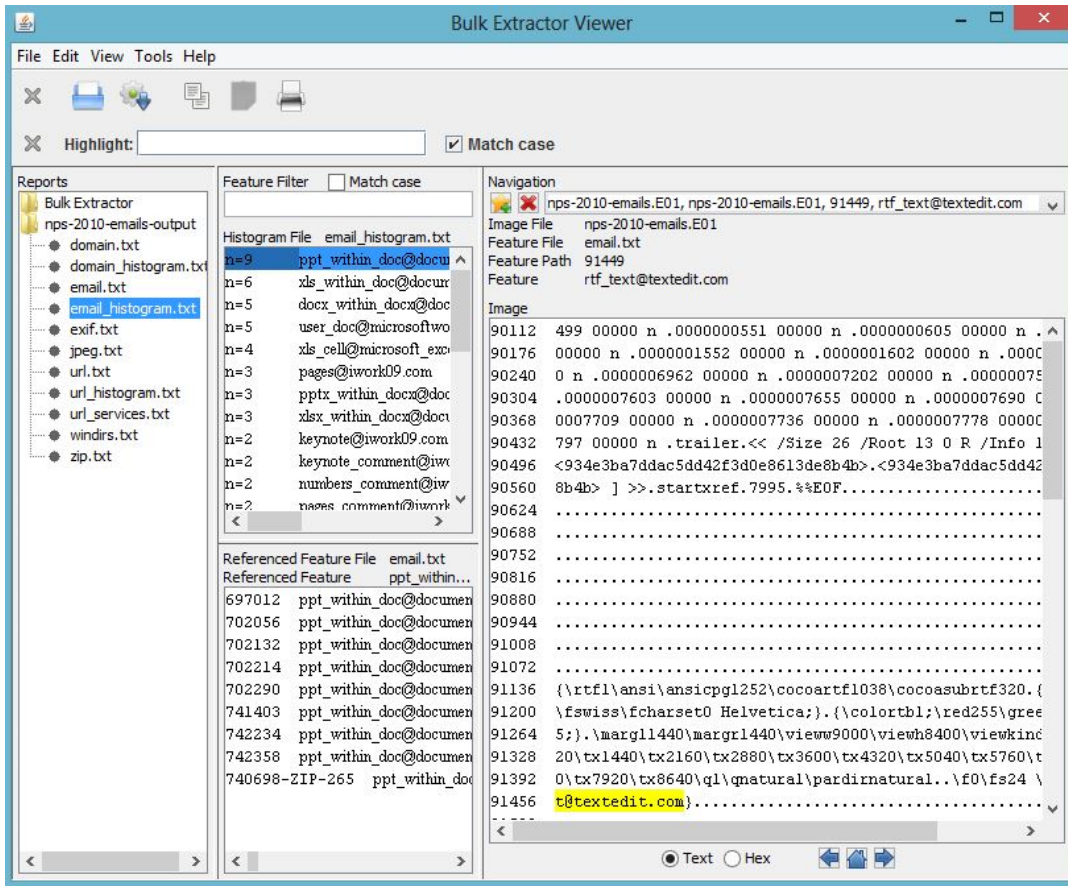 Bulk Extractor Viewer
File Edit View Tools Help
Highlight:
Match case
Reports
Bulk Extractor
nps-2010-emails-output
domain.txt
domain_histogram.txt
email.txt
email_histogram.txt
exif.txt
jpeg.txt
url.txt
url_histogram.txt
url_services.txt
windirs.txt
zip.txt
Feature Filter Match case
Histogram File email_histogram.txt
n=9 ppt_within_doc@docum
n=6 xls_within_doc@docum
n=5 docx_within_docx@doc
n=5 user_doc@microsoftwo
n=4 xls_cell@microsoft_exc
n=3 pages@iwork09.com
n=3 pptx_within_docx@doc
n=3 xlsx_within_docx@docu
n=2 keynote@iwork09.com
n=2 keynote_comment@iwo
n=2 numbers_comment@iw
n=2 pages_comment@iwork
Referenced Feature File email.txt
Referenced Feature ppt_within...
697012 ppt_within_doc@documen
702056 ppt_within_doc@documen
702132 ppt_within_doc@documen
702214 ppt_within_doc@documen
702290 ppt_within_doc@documen
741403 ppt_within_doc@documen
742234 ppt_within_doc@documen
742358 ppt_within_doc@documen
740698-ZIP-265 ppt_within_doc
Navigation
nps-2010-emails.E01, nps-2010-emails.E01, 91449, rtf_text@textedit.com
Image File nps-2010-emails.E01
Feature File email.txt
Feature Path 91449
Feature rtf_text@textedit.com
Image
90112 499 00000 n .0000000551 00000 n .0000000605 00000 n .
90176 00000 n .0000001552 00000 n .0000001602 00000 n .0000
90240 0 n .0000006962 00000 n .0000007202 00000 n .00000075
90304 .0000007603 00000 n .0000007655 00000 n .0000007690 0
90368 0007709 00000 n .0000007736 00000 n .0000007778 00000
90432 797 00000 n .trailer.<< /Size 26 /Root 13 0 R /Info 1
90496 <934e3ba7ddac5dd42f3d0e8613de8b4b>.<934e3ba7ddac5dd42
90560 8b4b> ] >>.startxref.7995.%%EOF......................
90624 .....................................................
90688 .....................................................
90752 .....................................................
90816 .....................................................
90880 .....................................................
90944 .....................................................
91008 .....................................................
91072 .....................................................
91136 {\rtf1\ansi\ansicpg1252\cocoartf1038\cocoasubrtf320.{
91200 \fswiss\fcharset0 Helvetica;}.{\colortbl;\red255\gree
91264 5;}.\margl1440\margr1440\vieww9000\viewh8400\viewkind
91328 20\tx1440\tx2160\tx2880\tx3600\tx4320\tx5040\tx5760\t
91392 0\tx7920\tx8640\ql\qnatural\pardirnatural..\f0\fs24 \
91456 t@textedit.com}......................................
Text Hex